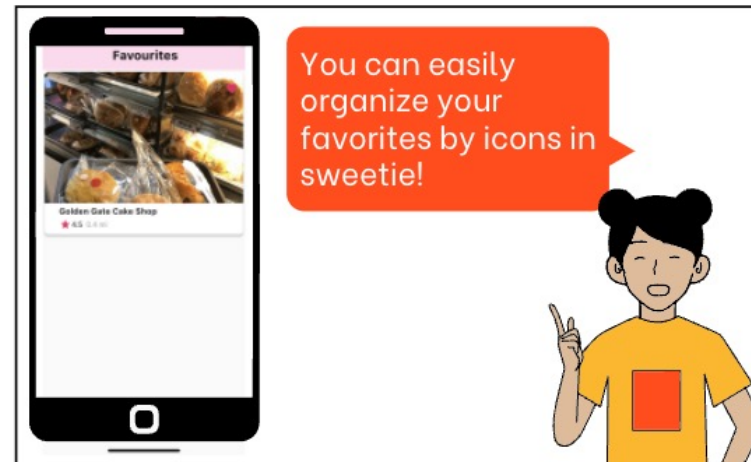 Favourites
Golden Gate Cake Shop
4.5
You can easily
organize your
favorites by icons in
sweetie!